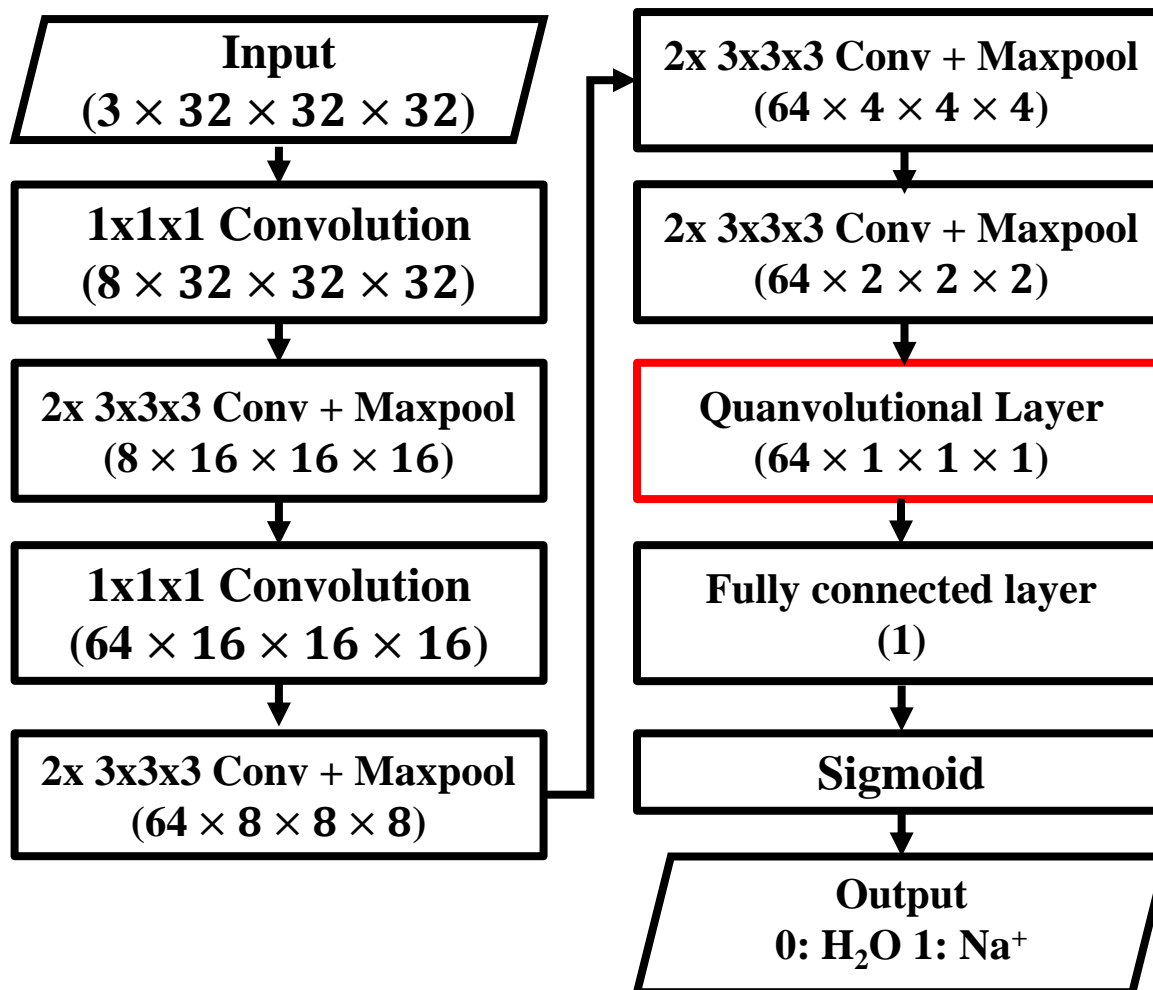 Input
(3 × 32 × 32 × 32)
1x1x1 Convolution
(8 × 32 × 32 × 32)
2x 3x3x3 Conv + Maxpool
(8 × 16 × 16 × 16)
1x1x1 Convolution
(64 × 16 × 16 × 16)
2x 3x3x3 Conv + Maxpool
(64 × 8 × 8 × 8)
2x 3x3x3 Conv + Maxpool
(64 × 4 × 4 × 4)
2x 3x3x3 Conv + Maxpool
(64 × 2 × 2 × 2)
Quanvolutional Layer
(64 × 1 × 1 × 1)
Fully connected layer
(1)
Sigmoid
Output
0: H₂O 1: Na⁺